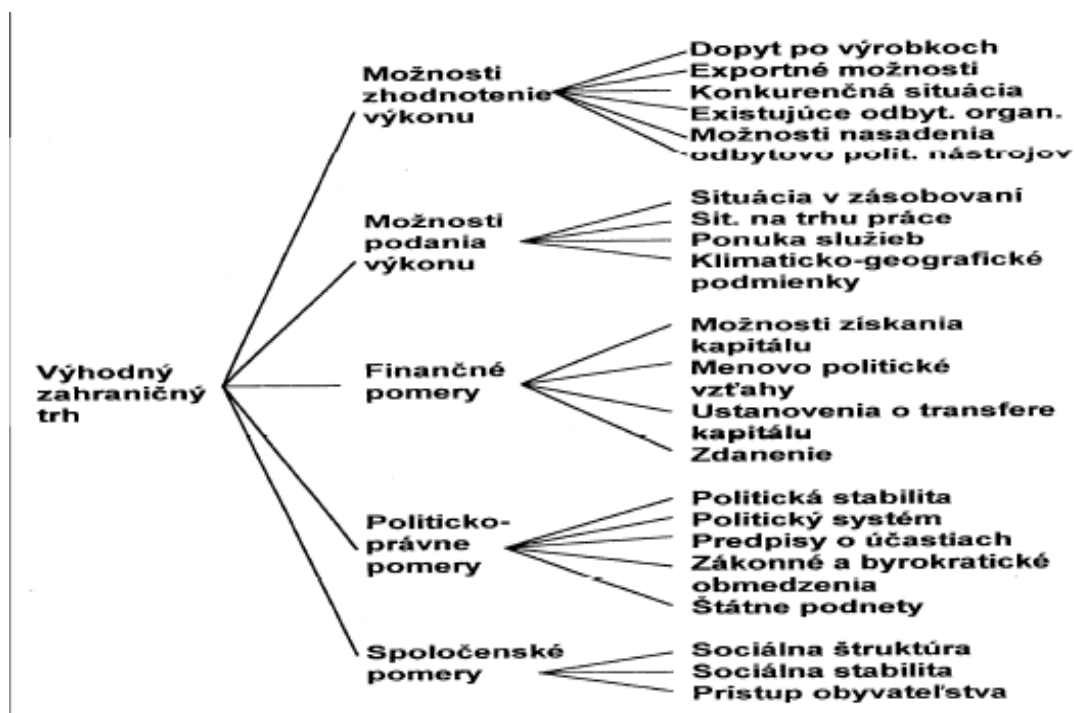 Výhodný
zahraničný
trh
Možnosti
zhodnotenie
výkonu
Dopyt po výrobkoch
Exportné možnosti
Konkurenčná situácia
Existujúce odbyt. organ.
Možnosti nasadenia
odbytovo polit. nástrojov
Možnosti
podania
výkonu
Situácia v zásobovaní
Sit. na trhu práce
Ponuka služieb
Klimaticko-geografické
podmienky
Finančné
pomery
Možnosti získania
kapitálu
Menovo politické
vzťahy
Ustanovenia o transfere
kapitálu
Zdanenie
Politicko-
právne
pomery
Politická stabilita
Politický systém
Predpisy o účastiach
Zákonné a byrokratické
obmedzenia
Štátne podnety
Spoločenské
pomery
Sociálna štruktúra
Sociálna stabilita
Prístup obyvateľstva